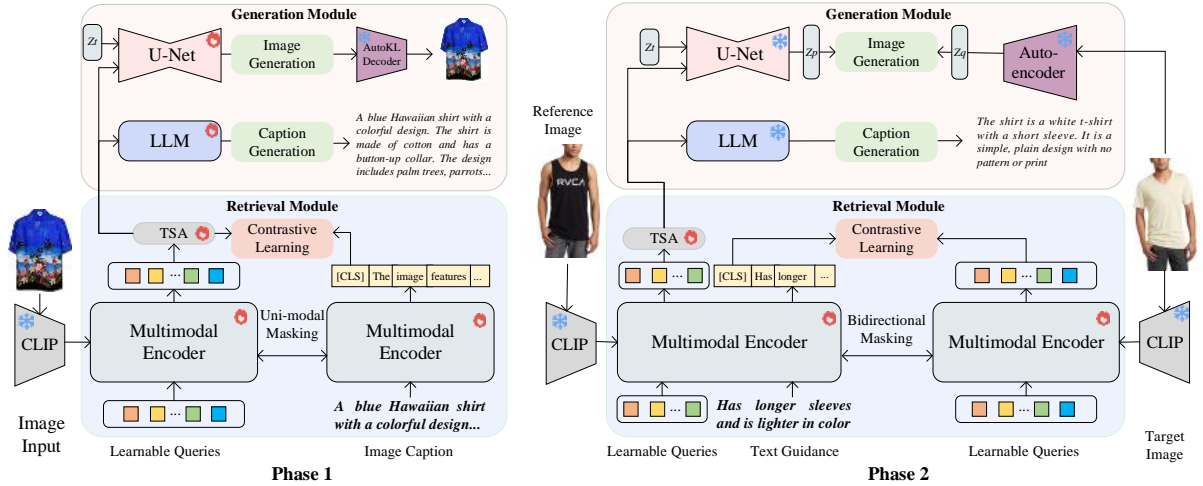 Generation Module
Zt
U-Net
Image
Generation
AutoKL
Decoder
LLM
Caption
Generation
A blue Hawaiian shirt with a
colorful design. The shirt is
made of cotton and has a
button-up collar. The design
includes palm trees, parrots...
Retrieval Module
TSA
Contrastive
Learning
[CLS] The image features ...
...
CLIP
Multimodal
Encoder
Uni-modal
Masking
Multimodal
Encoder
...
A blue Hawaiian shirt
with a colorful design...
Image
Input
Learnable Queries
Image Caption
Phase 1
Generation Module
Zt
U-Net
Zp
Image
Generation
Zq
Auto-
encoder
LLM
Caption
Generation
The shirt is a white t-shirt
with a short sleeve. It is a
simple, plain design with no
pattern or print
Reference
Image
RVCA
Retrieval Module
TSA
Contrastive
Learning
...
[CLS] Has longer ...
...
CLIP
Multimodal Encoder
Bidirectional
Masking
Multimodal Encoder
CLIP
...
Has longer sleeves
and is lighter in color
...
Learnable Queries
Text Guidance
Learnable Queries
Target
Image
Phase 2